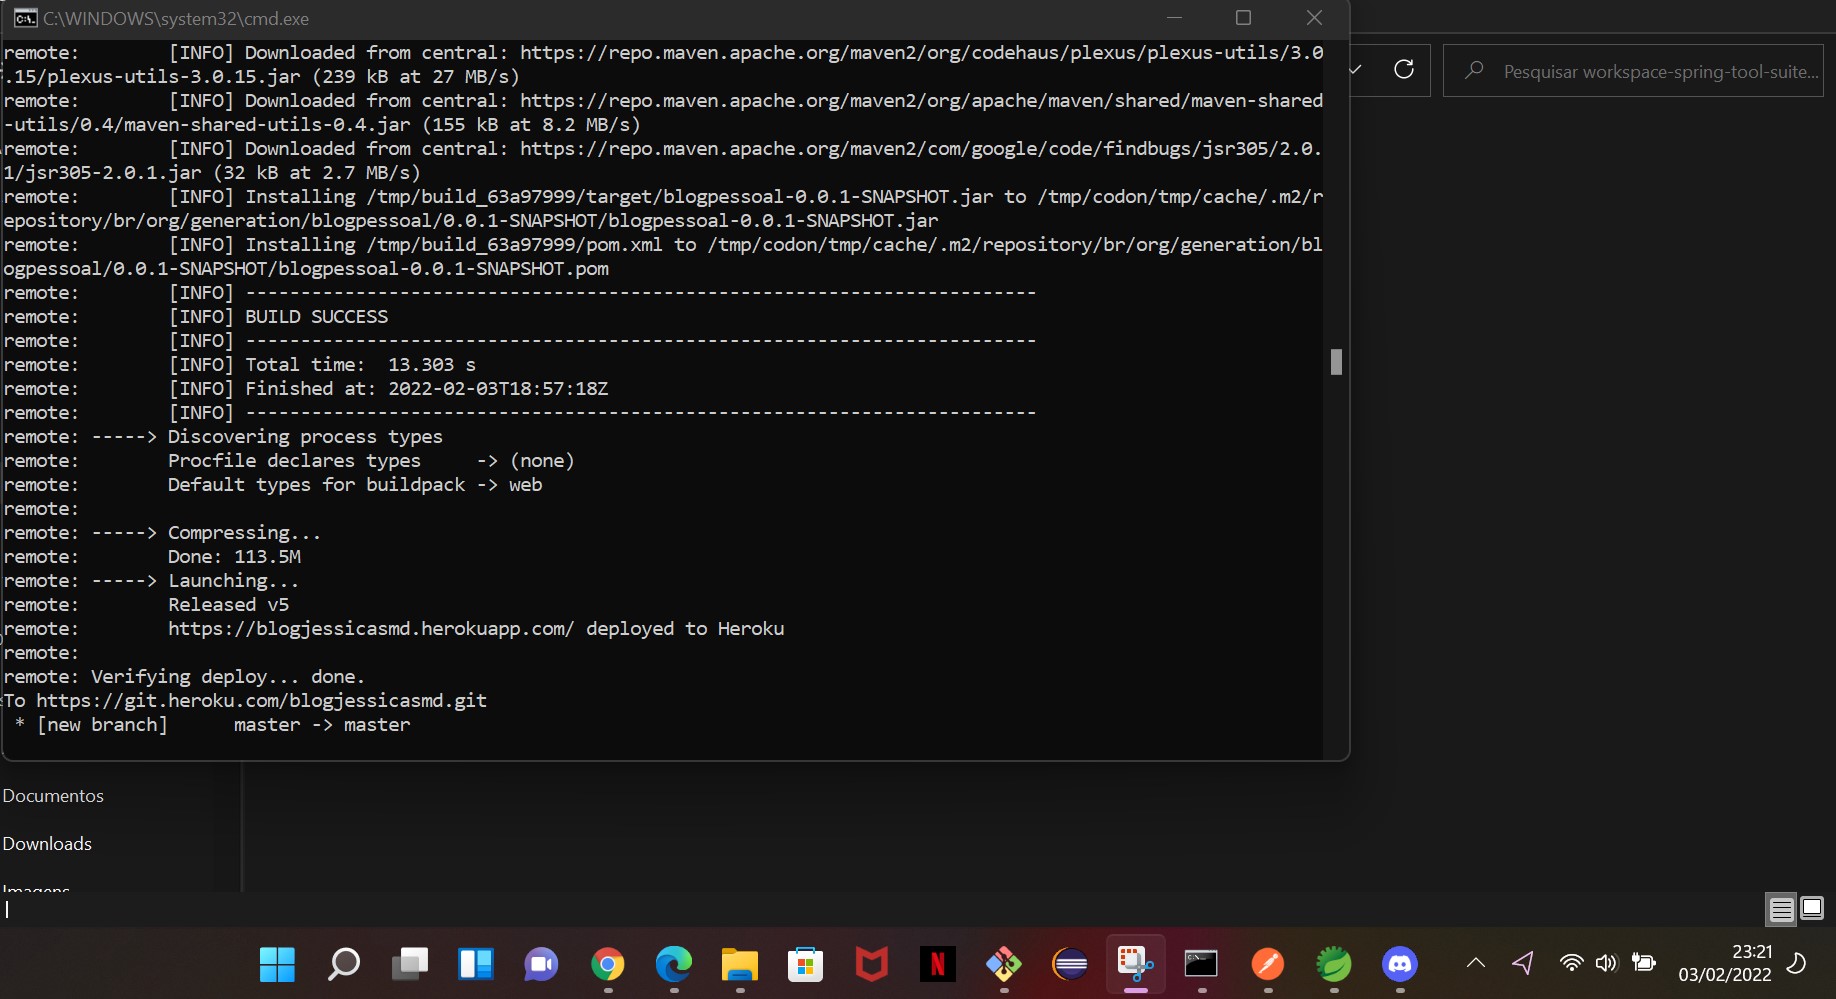 C:\WINDOWS\system32\cmd.exe
remote:        [INFO] Downloaded from central: https://repo.maven.apache.org/maven2/org/codehaus/plexus/plexus-utils/3.0
.15/plexus-utils-3.0.15.jar (239 kB at 27 MB/s)
remote:        [INFO] Downloaded from central: https://repo.maven.apache.org/maven2/org/apache/maven/shared/maven-shared
-utils/0.4/maven-shared-utils-0.4.jar (155 kB at 8.2 MB/s)
remote:        [INFO] Downloaded from central: https://repo.maven.apache.org/maven2/com/google/code/findbugs/jsr305/2.0.
1/jsr305-2.0.1.jar (32 kB at 2.7 MB/s)
remote:        [INFO] Installing /tmp/build_63a97999/target/blogpessoal-0.0.1-SNAPSHOT.jar to /tmp/codon/tmp/cache/.m2/r
epository/br/org/generation/blogpessoal/0.0.1-SNAPSHOT/blogpessoal-0.0.1-SNAPSHOT.jar
remote:        [INFO] Installing /tmp/build_63a97999/pom.xml to /tmp/codon/tmp/cache/.m2/repository/br/org/generation/bl
ogpessoal/0.0.1-SNAPSHOT/blogpessoal-0.0.1-SNAPSHOT.pom
remote:        [INFO] ------------------------------------------------------------------------
remote:        [INFO] BUILD SUCCESS
remote:        [INFO] ------------------------------------------------------------------------
remote:        [INFO] Total time:  13.303 s
remote:        [INFO] Finished at: 2022-02-03T18:57:18Z
remote:        [INFO] ------------------------------------------------------------------------
remote: -----> Discovering process types
remote:        Procfile declares types     -> (none)
remote:        Default types for buildpack -> web
remote:
remote: -----> Compressing...
remote:        Done: 113.5M
remote: -----> Launching...
remote:        Released v5
remote:        https://blogjessicasmd.herokuapp.com/ deployed to Heroku
remote:
remote: Verifying deploy... done.
To https://git.heroku.com/blogjessicasmd.git
 * [new branch]      master -> master
Pesquisar workspace-spring-tool-suite...
Documentos
Downloads
Imagens
N
23:21
03/02/2022